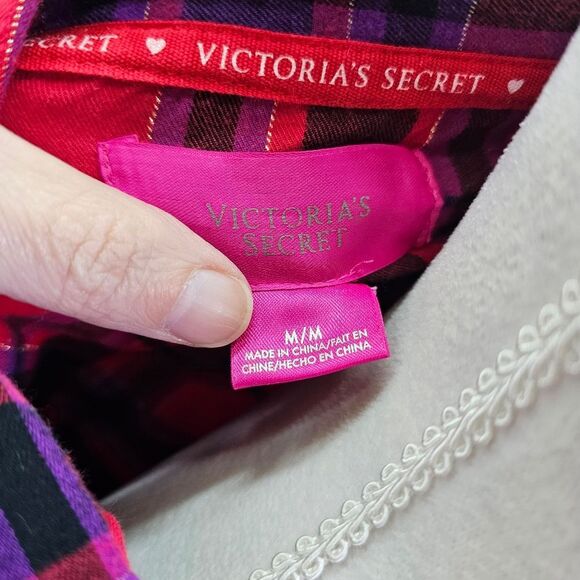 SECRET ♥ VICTORIA'S SECRET ♥
VICTORIA'S
SECRET
M/M
MADE IN CHINA/FAIT EN
CHINE/HECHO EN CHINA